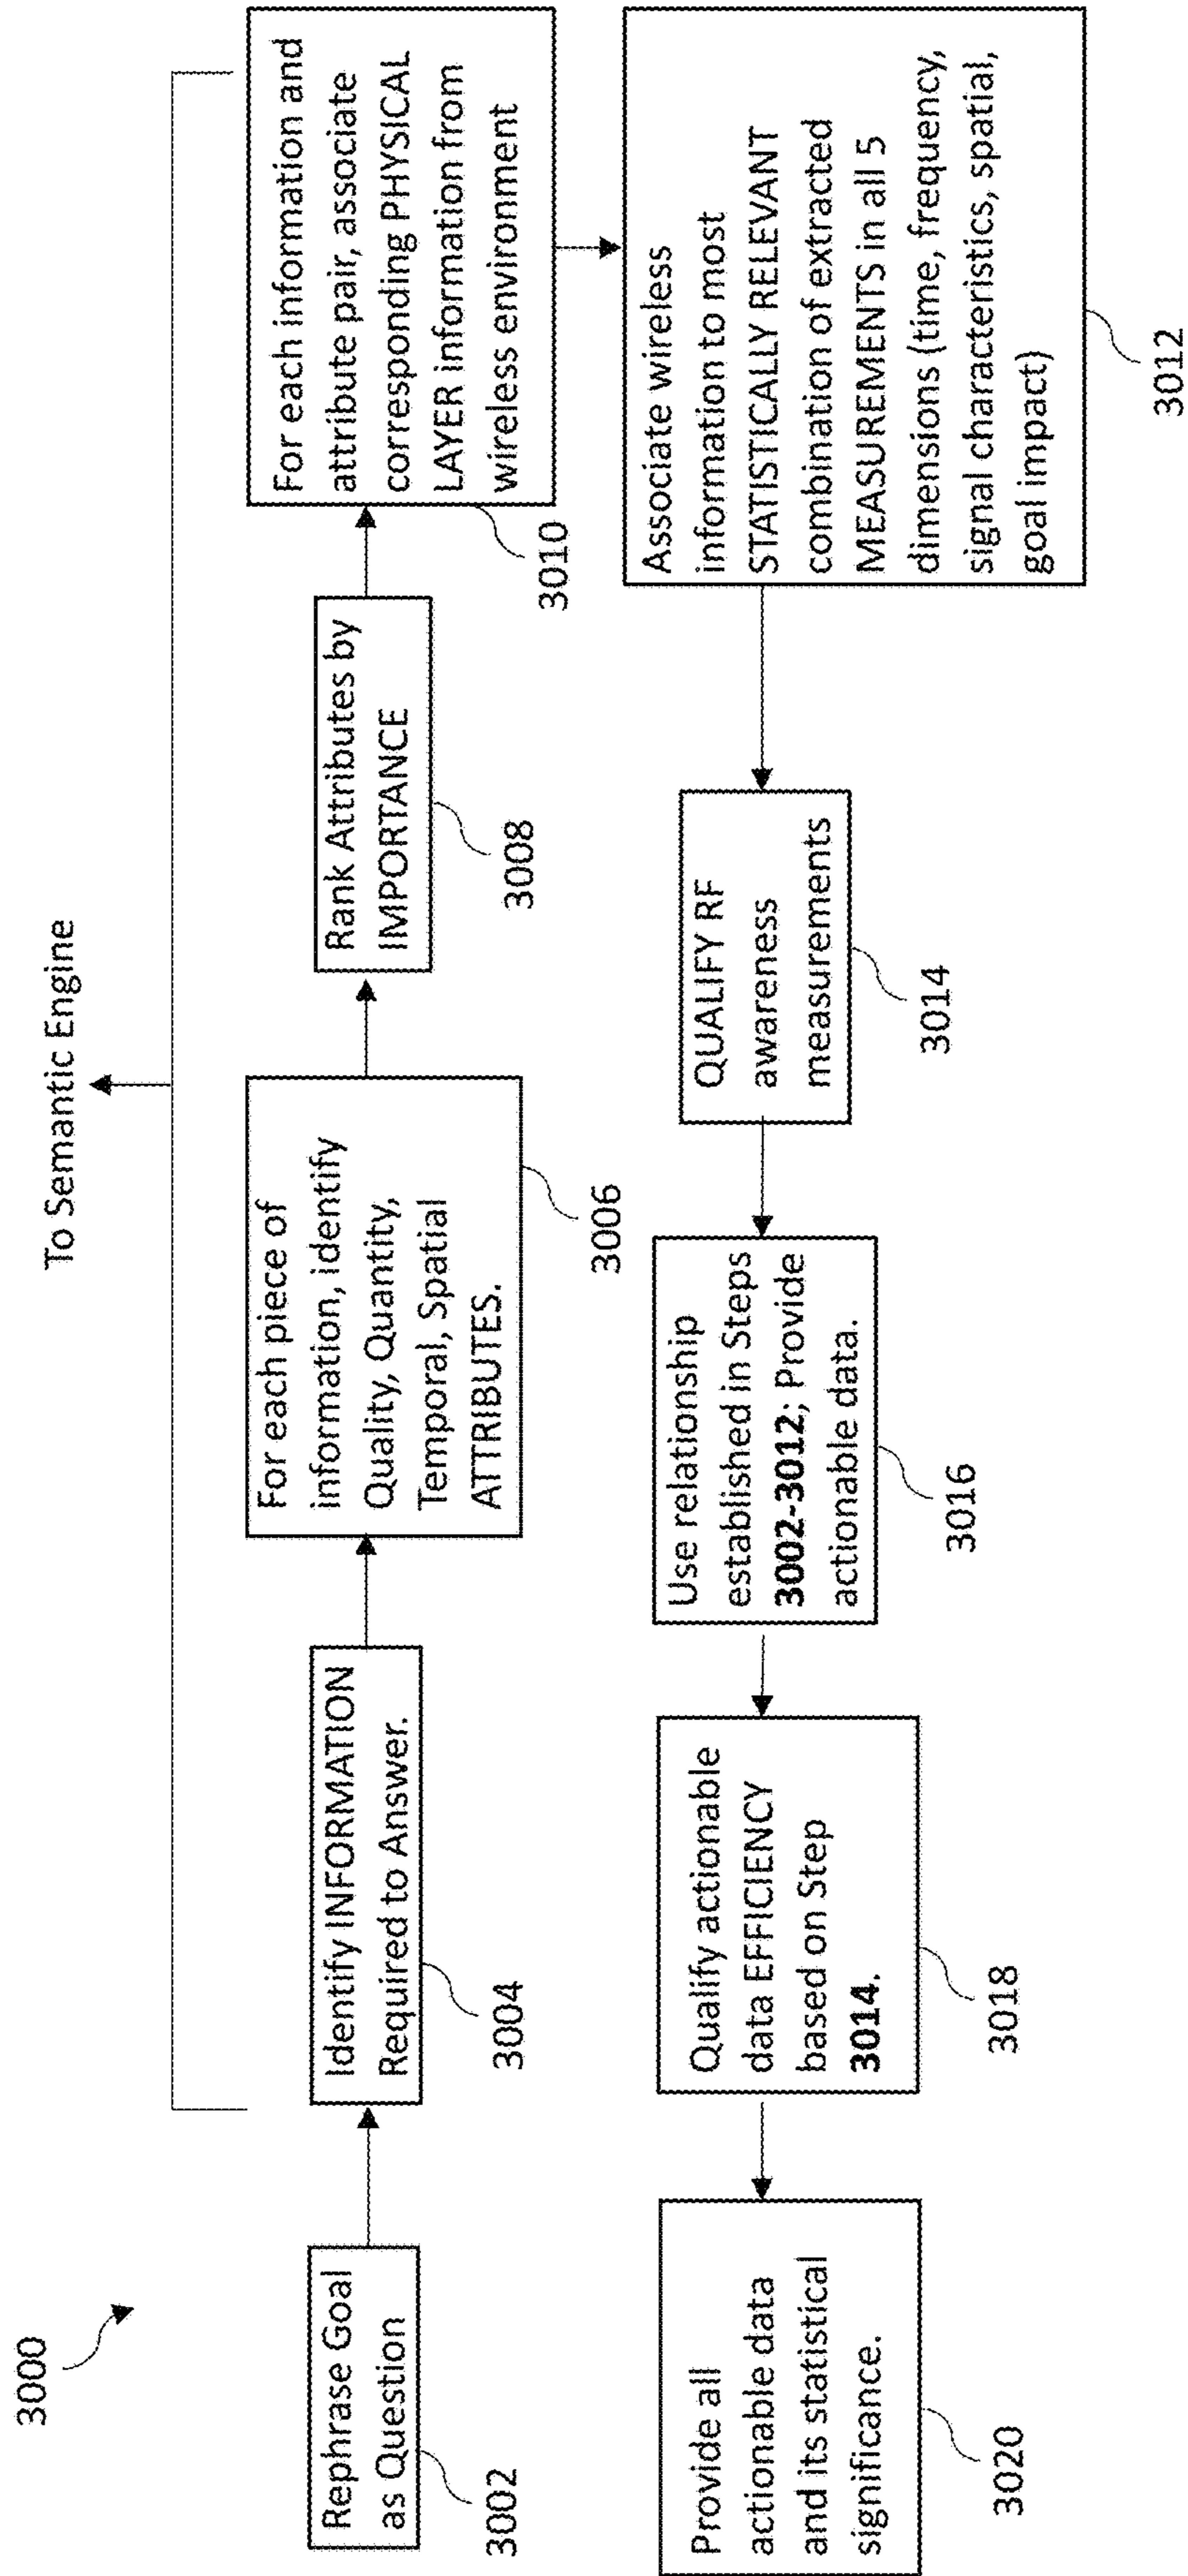 3000
To Semantic Engine
Rephrase Goal
as Question
3002
Identify INFORMATION
Required to Answer.
3004
For each piece of
information, identify
Quality, Quantity,
Temporal, Spatial
ATTRIBUTES.
3006
Rank Attributes by
IMPORTANCE
3008
For each information and
attribute pair, associate
corresponding PHYSICAL
LAYER information from
wireless environment
3010
Associate wireless
information to most
STATISTICALLY RELEVANT
combination of extracted
MEASUREMENTS in all 5
dimensions (time, frequency,
signal characteristics, spatial,
goal impact)
3012
QUALIFY RF
awareness
measurements
3014
Use relationship
established in Steps
3002-3012; Provide
actionable data.
3016
Qualify actionable
data EFFICIENCY
based on Step
3014.
3018
Provide all
actionable data
and its statistical
significance.
3020